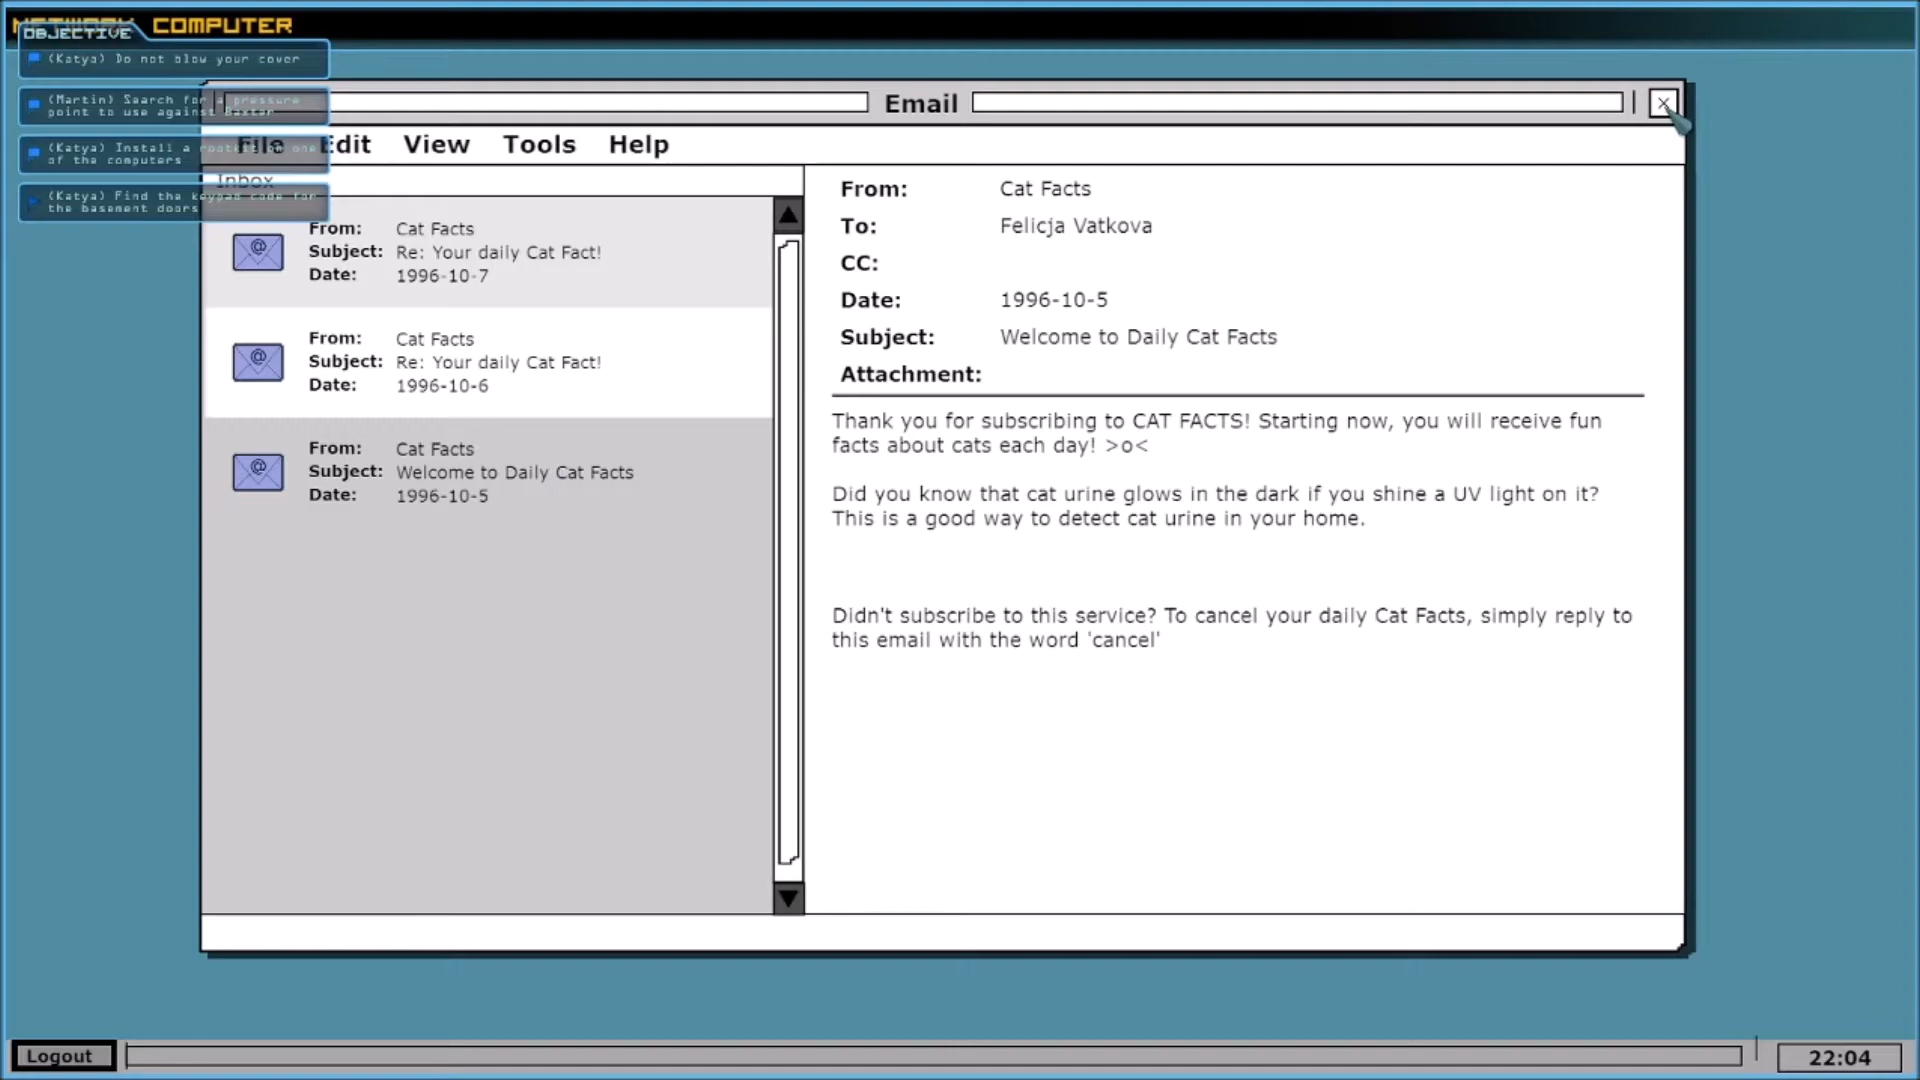 NETWORK COMPUTER
OBJECTIVE
(Katya) Do not blow your cover
(Martin) Search for a pressure
point to use against Baxter
(Katya) Install a rootkit on one
of the computers
(Katya) Find the keypad code for
the basement doors
Email
File Edit View Tools Help
Inbox
From: Cat Facts
Subject: Re: Your daily Cat Fact!
Date: 1996-10-7
From: Cat Facts
Subject: Re: Your daily Cat Fact!
Date: 1996-10-6
From: Cat Facts
Subject: Welcome to Daily Cat Facts
Date: 1996-10-5
From: Cat Facts
To: Felicja Vatkova
CC:
Date: 1996-10-5
Subject: Welcome to Daily Cat Facts
Attachment:
Thank you for subscribing to CAT FACTS! Starting now, you will receive fun
facts about cats each day! >o<
Did you know that cat urine glows in the dark if you shine a UV light on it?
This is a good way to detect cat urine in your home.
Didn't subscribe to this service? To cancel your daily Cat Facts, simply reply to
this email with the word 'cancel'
Logout
22:04